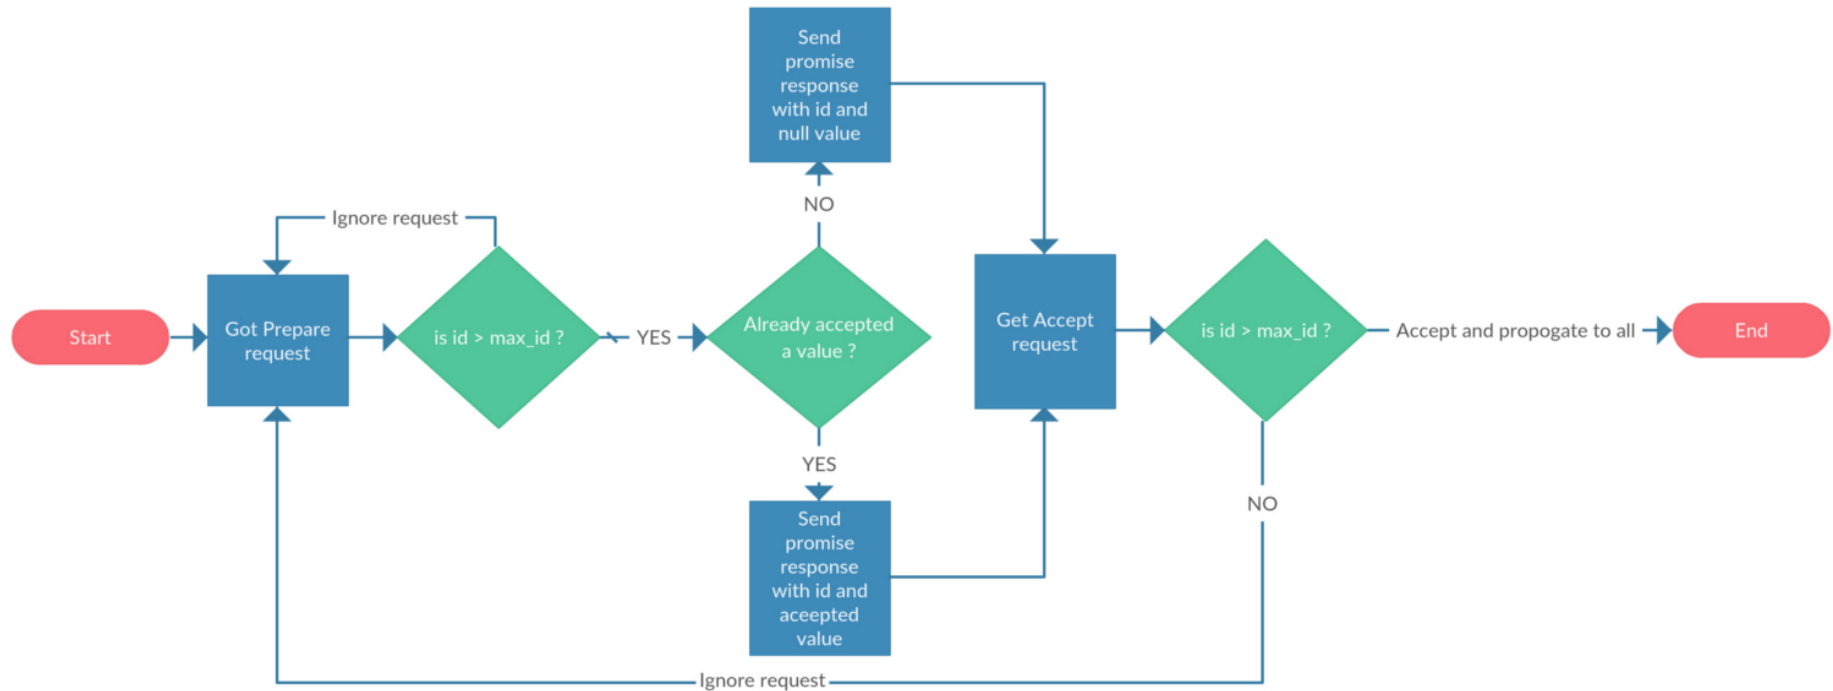 Start
Got Prepare
request
Ignore request
is id > max_id ?
YES
Already accepted
a value ?
NO
Send
promise
response
with id and
null value
YES
Send
promise
response
with id and
aceepted
value
Get Accept
request
is id > max_id ?
Accept and propogate to all
End
NO
Ignore request